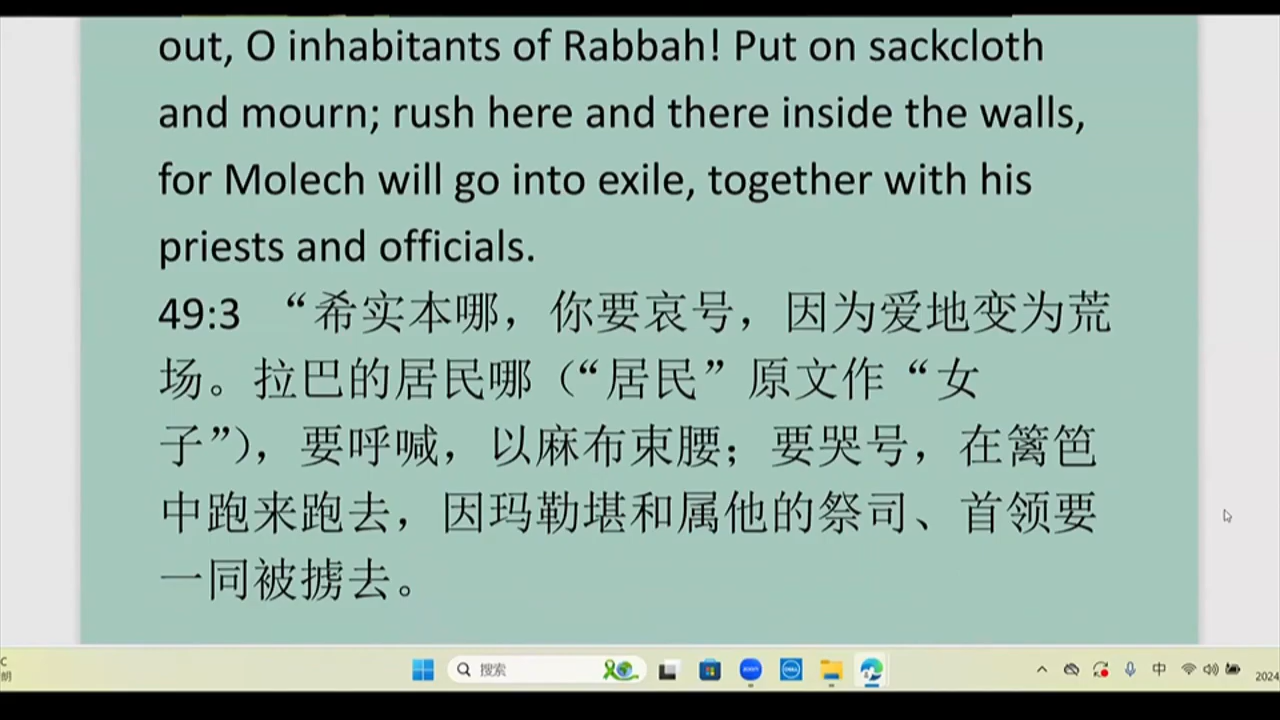 out, O inhabitants of Rabbah! Put on sackcloth
and mourn; rush here and there inside the walls,
for Molech will go into exile, together with his
priests and officials.
49:3 “希实本哪，你要哀号，因为爱地变为荒
场。拉巴的居民哪（“居民”原文作“女
子”），要呼喊，以麻布束腰；要哭号，在篱笆
中跑来跑去，因玛勒堪和属他的祭司、首领要
一同被掳去。
C
搜索
zoom
DELL
中
2024